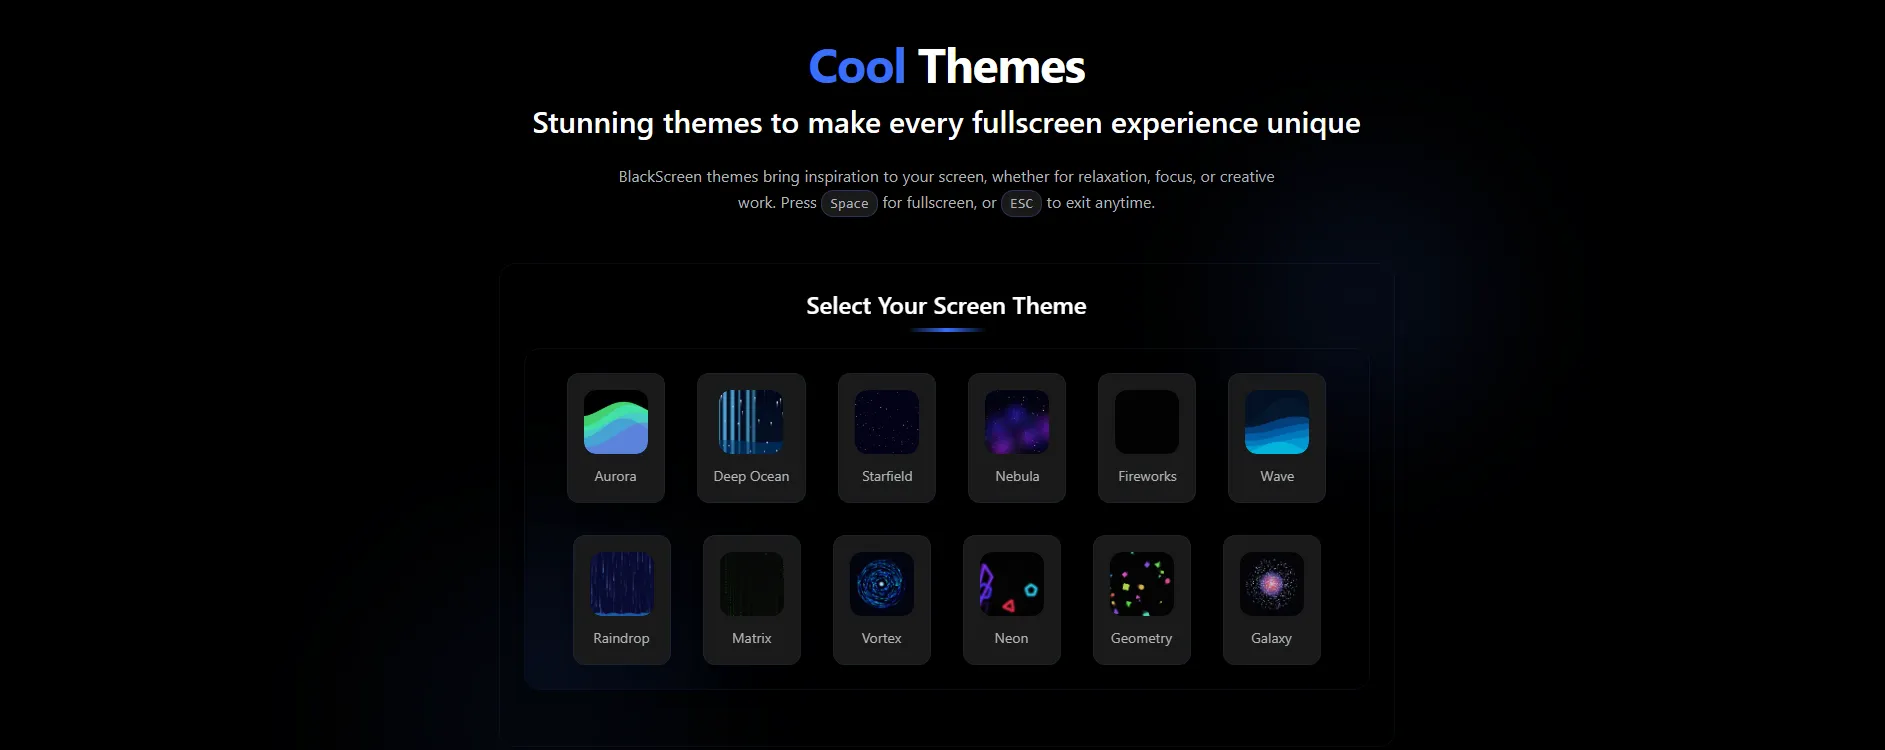 Cool Themes
Stunning themes to make every fullscreen experience unique
BlackScreen themes bring inspiration to your screen, whether for relaxation, focus, or creative
work. Press Space for fullscreen, or ESC to exit anytime.
Select Your Screen Theme
Aurora
Deep Ocean
Starfield
Nebula
Fireworks
Wave
Raindrop
Matrix
Vortex
Neon
Geometry
Galaxy